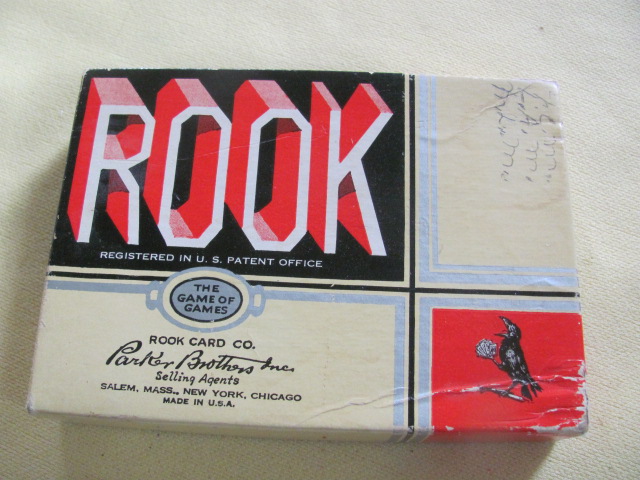 ROOK
REGISTERED IN U.S. PATENT OFFICE
THE
GAME OF
GAMES
ROOK CARD CO.
Parker Brothers Inc.
Selling Agents
SALEM, MASS., NEW YORK, CHICAGO
MADE IN U.S.A.